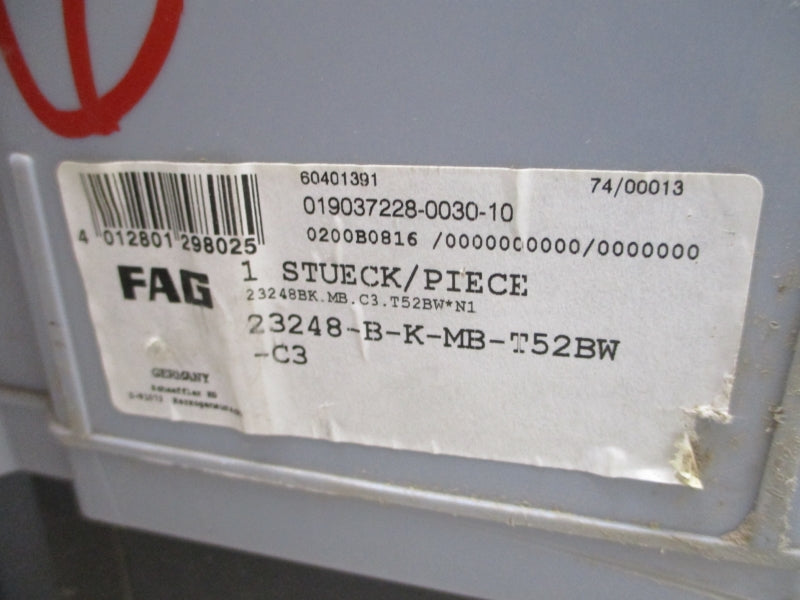 60401391
74/00013
019037228-0030-10
0200B0816 /0000000000/0000000
4 012801 298025
1 STUECK/PIECE
FAG
23248BK.MB.C3.T52BW*N1
23248-B-K-MB-T52BW
-C3
GERMANY
Schaeffler